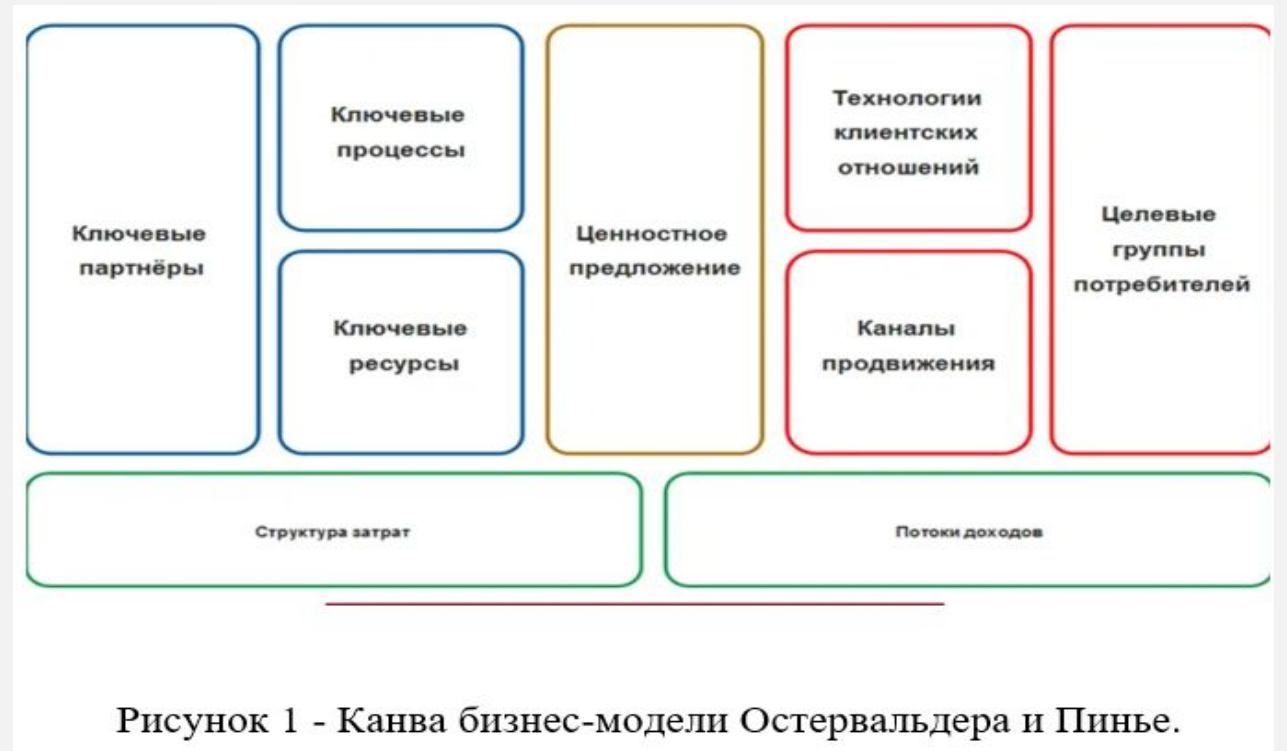 Ключевые
партнёры
Ключевые
процессы
Ключевые
ресурсы
Ценностное
предложение
Технологии
клиентских
отношений
Каналы
продвижения
Целевые
группы
потребителей
Структура затрат
Потоки доходов
Рисунок 1 - Канва бизнес-модели Остервальдера и Пинье.